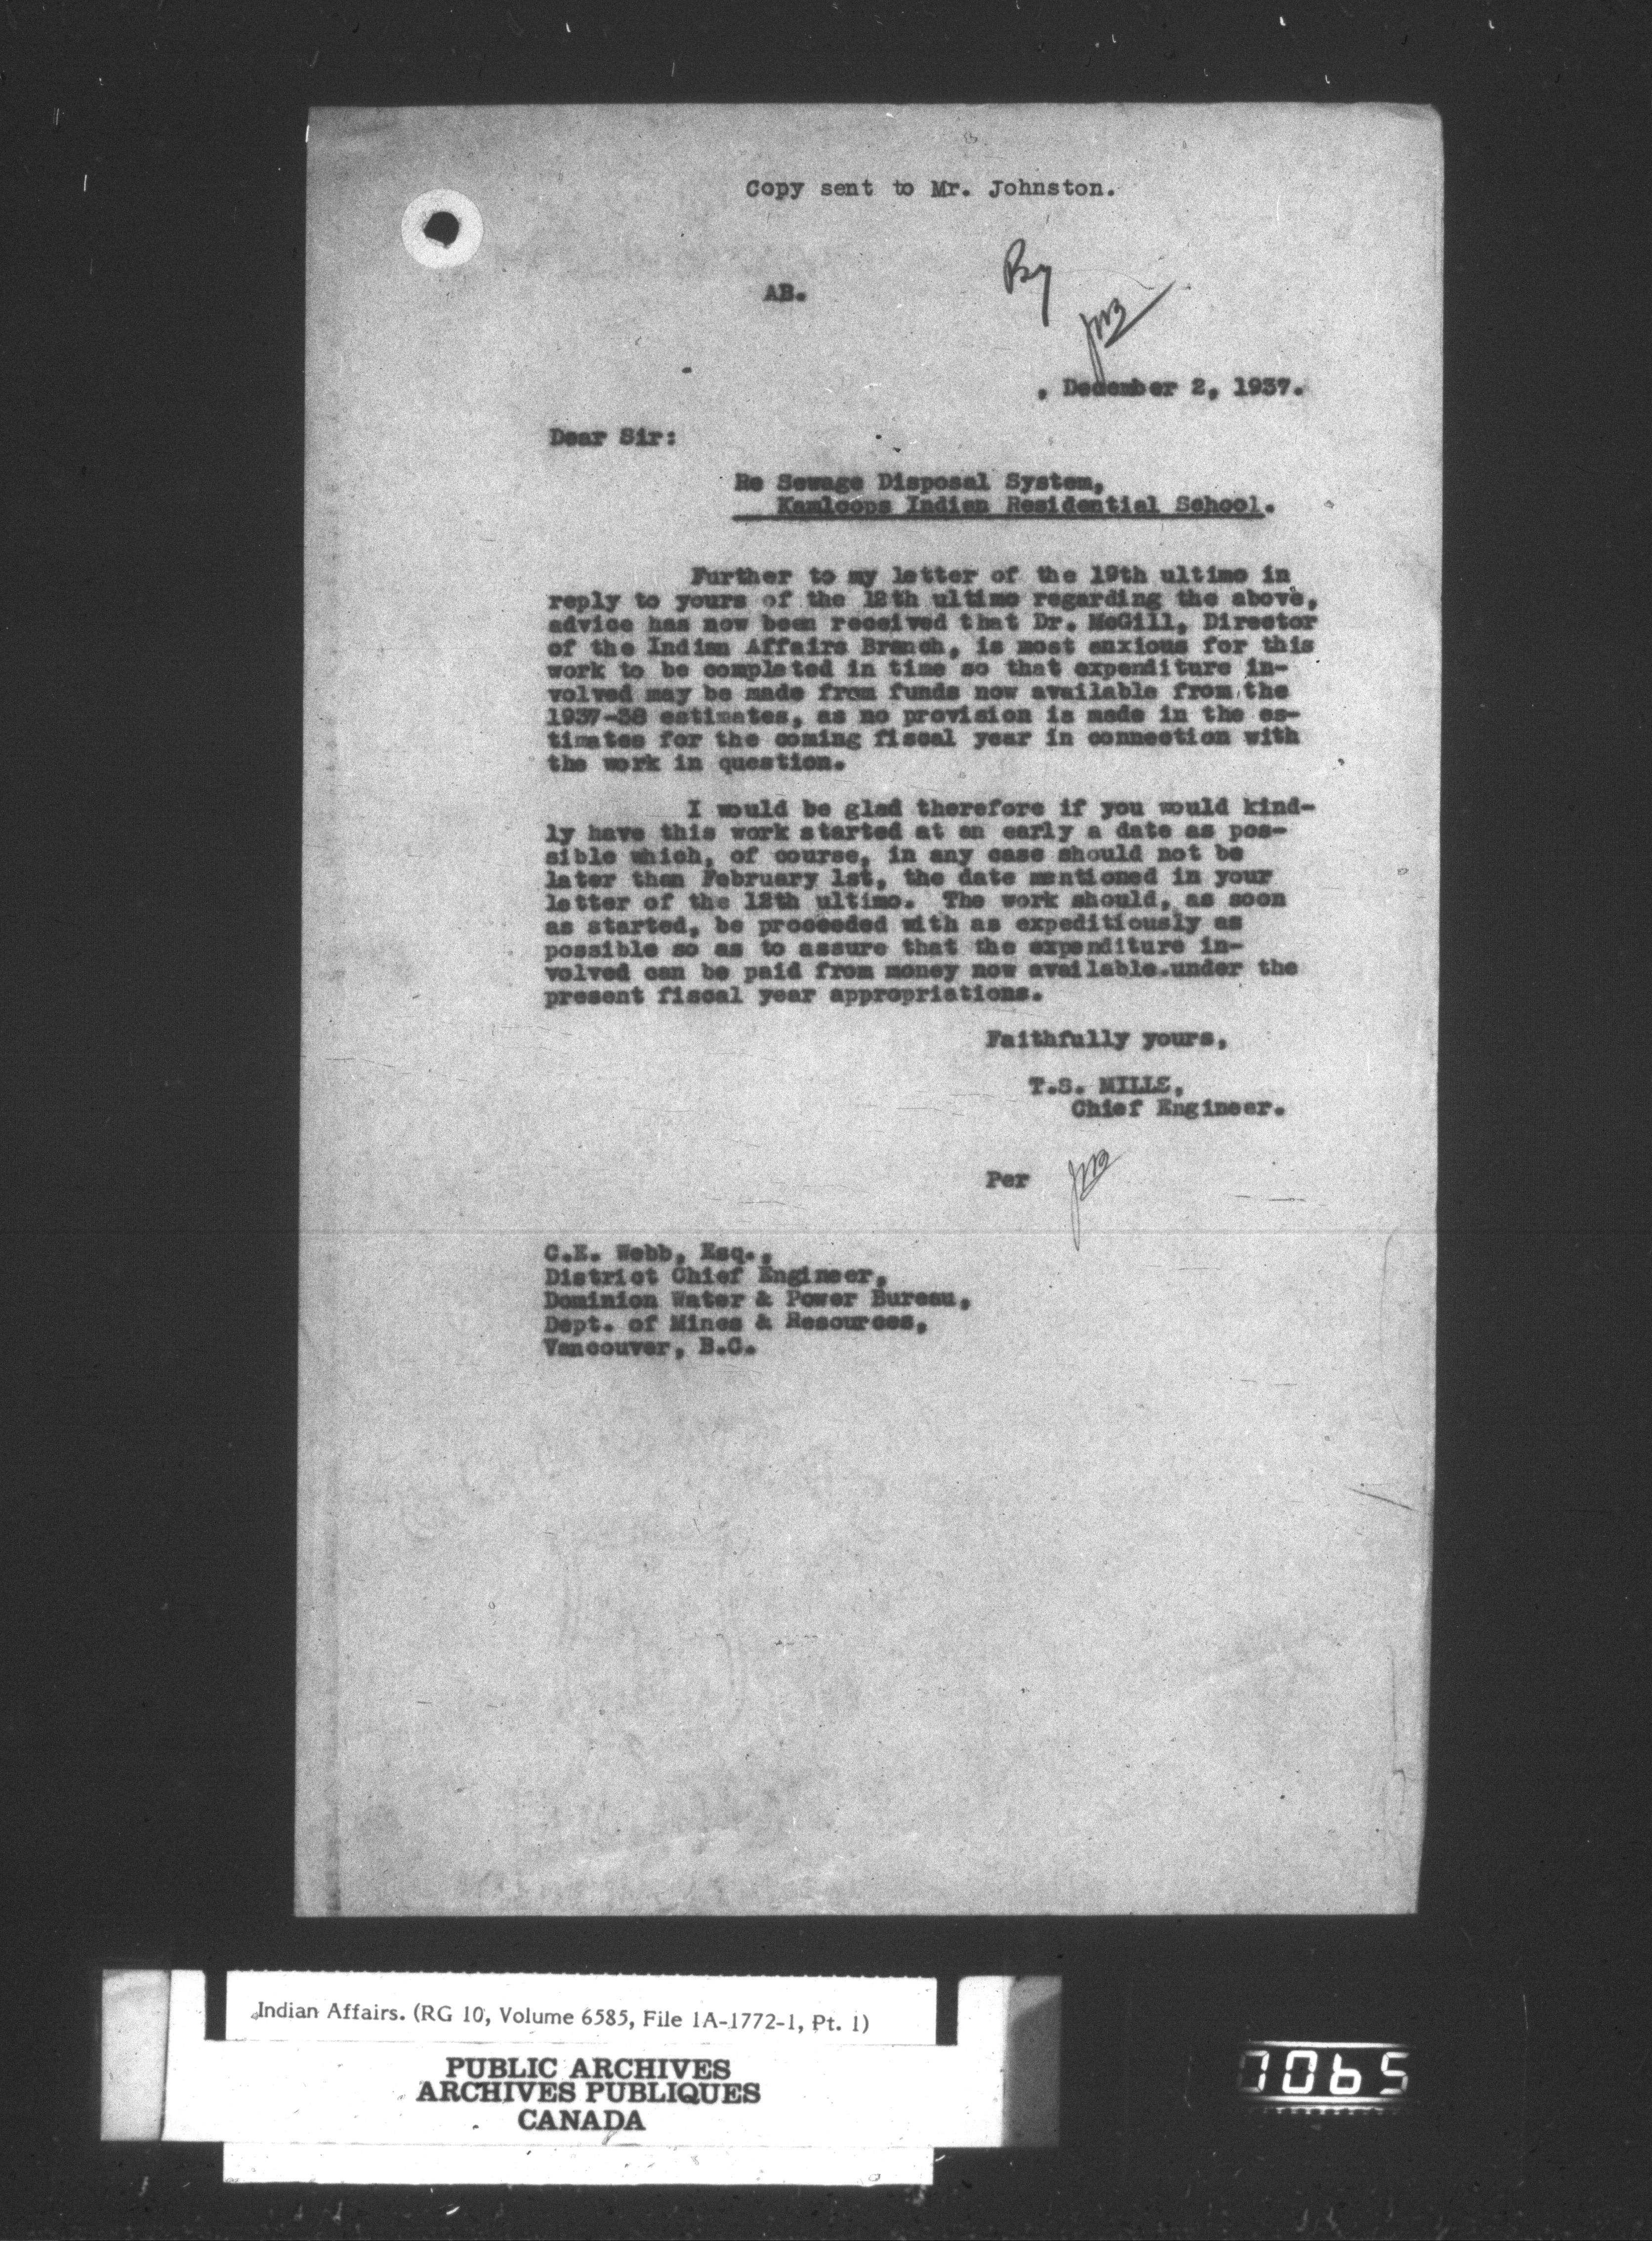 Copy sent to Mr. Johnston.
AB.
By
JWB
, December 2, 1937.
Dear Sir:
Re Sewage Disposal System,
Kamloops Indian Residential School.
Further to my letter of the 19th ultimo in
reply to yours of the 12th ultimo regarding the above,
advice has now been received that Dr. McGill, Director
of the Indian Affairs Branch, is most anxious for this
work to be completed in time so that expenditure in-
volved may be made from funds now available from the
1937-38 estimates, as no provision is made in the es-
timates for the coming fiscal year in connection with
the work in question.
I would be glad therefore if you would kind-
ly have this work started at an early a date as pos-
sible which, of course, in any case should not be
later than February 1st, the date mentioned in your
letter of the 12th ultimo. The work should, as soon
as started, be proceeded with as expeditiously as
possible so as to assure that the expenditure in-
volved can be paid from money now available.under the
present fiscal year appropriations.
Faithfully yours,
T.S. MILLS,
Chief Engineer.
Per JWB
C.E. Webb, Esq.,
District Chief Engineer,
Dominion Water & Power Bureau,
Dept. of Mines & Resources,
Vancouver, B.C.
Indian Affairs. (RG 10, Volume 6585, File 1A-1772-1, Pt. 1)
PUBLIC ARCHIVES
ARCHIVES PUBLIQUES
CANADA